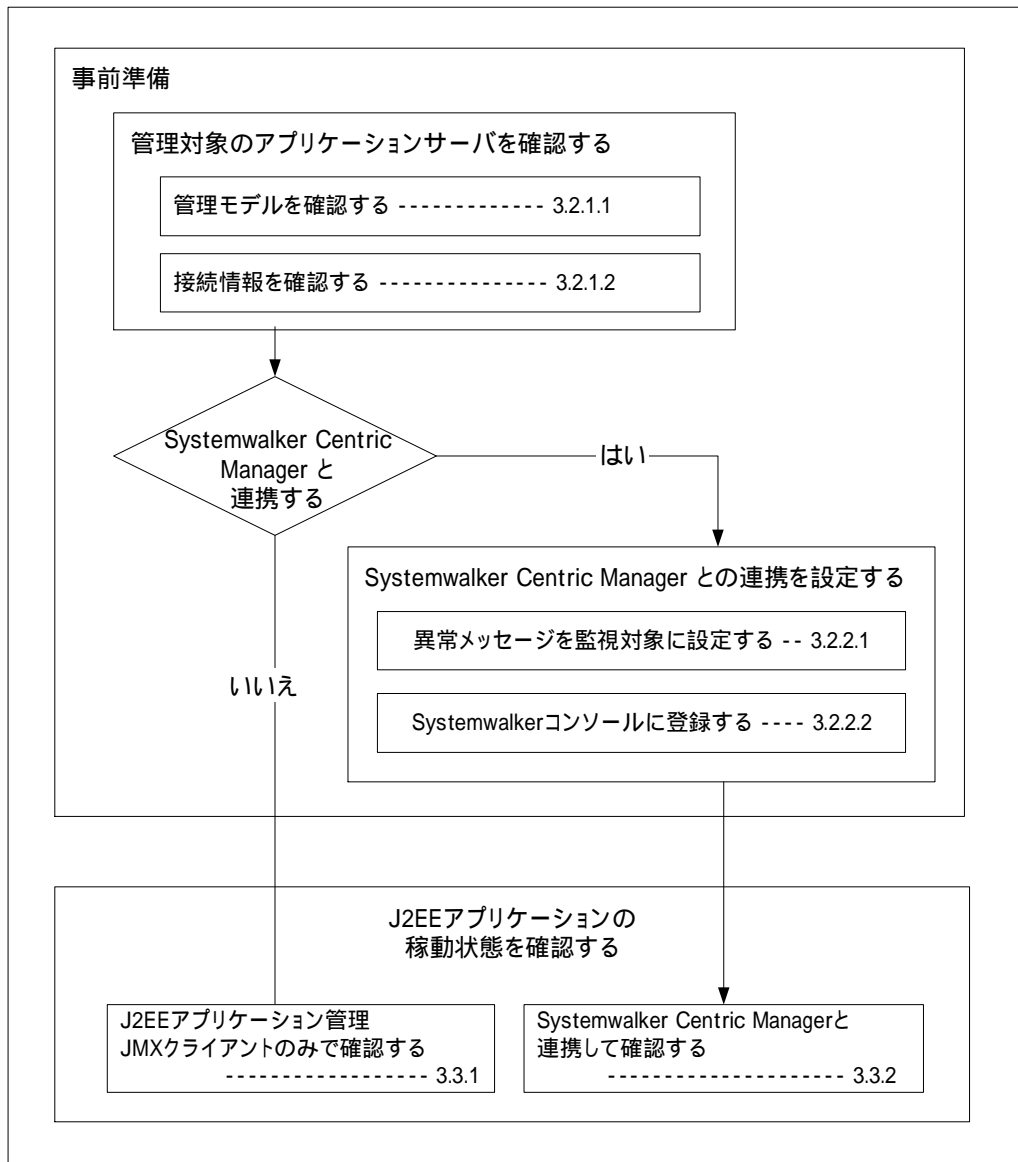 事前準備
管理対象のアプリケーションサーバを確認する
管理モデルを確認する ------------- 3.2.1.1
接続情報を確認する --------------- 3.2.1.2
Systemwalker Centric
Manager と
連携する
はい
Systemwalker Centric Manager との連携を設定する
異常メッセージを監視対象に設定する -- 3.2.2.1
いいえ
Systemwalkerコンソールに登録する ---- 3.2.2.2
J2EEアプリケーションの
稼動状態を確認する
J2EEアプリケーション管理
JMXクライアントのみで確認する
------------------ 3.3.1
Systemwalker Centric Managerと
連携して確認する
--------------------- 3.3.2